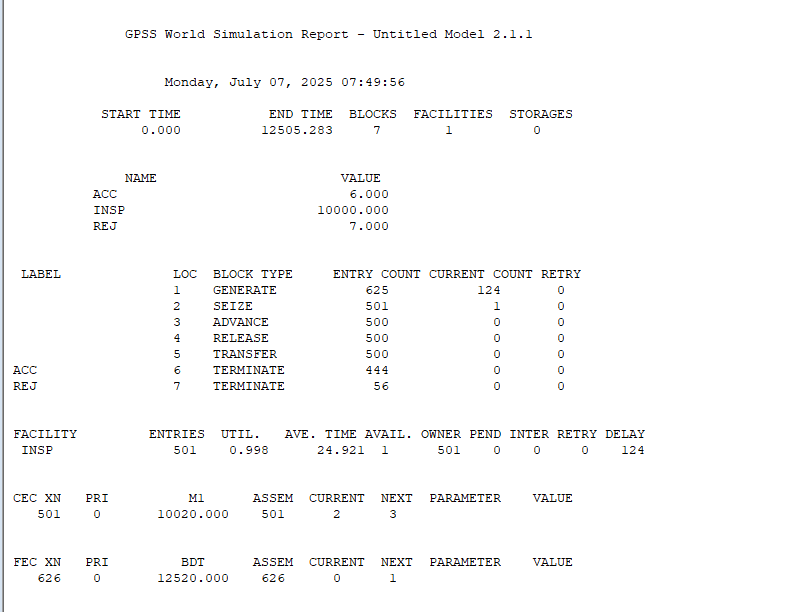 GPSS World Simulation Report - Untitled Model 2.1.1
Monday, July 07, 2025 07:49:56
START TIME END TIME BLOCKS FACILITIES STORAGES
0.000 12505.283 7 1 0
NAME VALUE
ACC 6.000
INSP 10000.000
REJ 7.000
LABEL LOC BLOCK TYPE ENTRY COUNT CURRENT COUNT RETRY
1 GENERATE 625 124 0
2 SEIZE 501 1 0
3 ADVANCE 500 0 0
4 RELEASE 500 0 0
5 TRANSFER 500 0 0
ACC 6 TERMINATE 444 0 0
REJ 7 TERMINATE 56 0 0
FACILITY ENTRIES UTIL. AVE. TIME AVAIL. OWNER PEND INTER RETRY DELAY
INSP 501 0.998 24.921 1 501 0 0 0 124
CEC XN PRI M1 ASSEM CURRENT NEXT PARAMETER VALUE
501 0 10020.000 501 2 3
FEC XN PRI BDT ASSEM CURRENT NEXT PARAMETER VALUE
626 0 12520.000 626 0 1